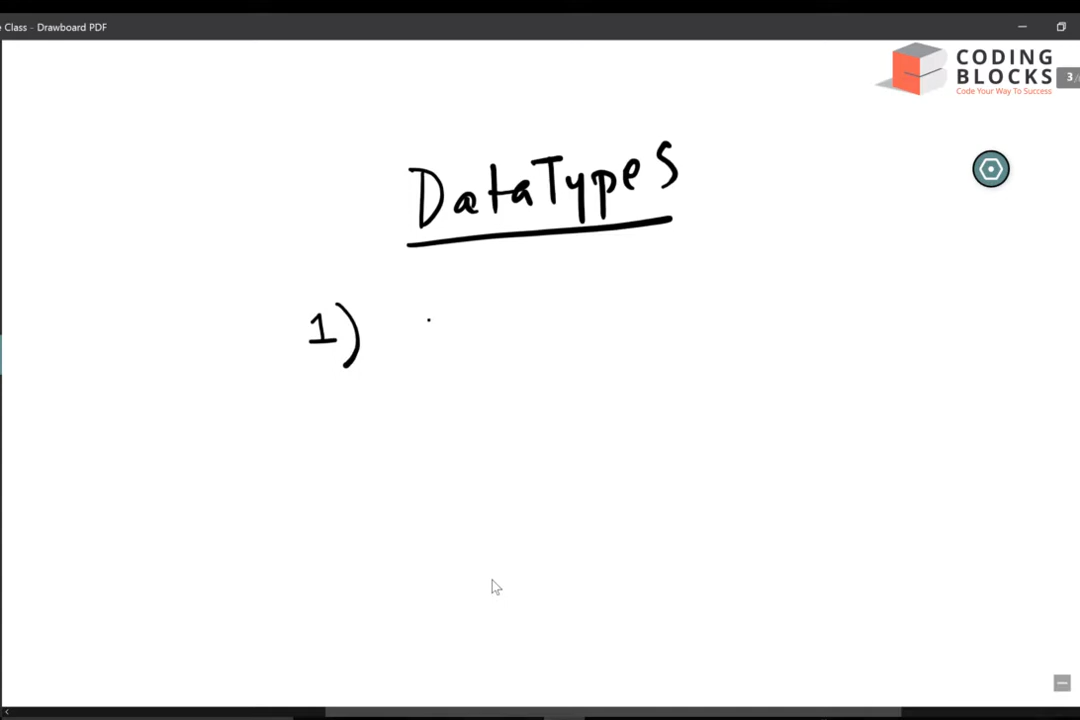 e Class - Drawboard PDF
CODING
BLOCKS
Code Your Way To Success
3/
DataTypes
1)